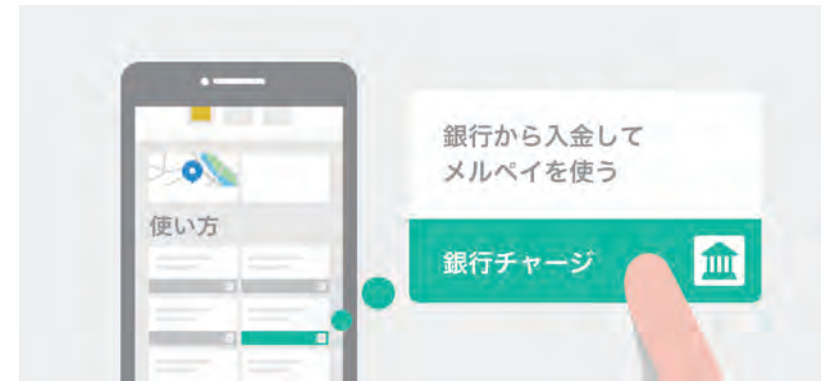 銀行から入金して
メルペイを使う
使い方
銀行チャージ